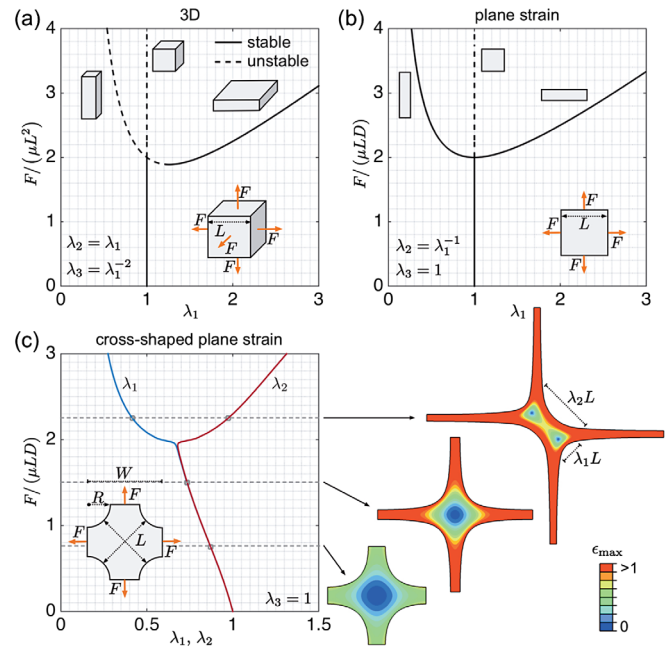 (a) 3D
stable
unstable
4
3
2
1
0
F/(μL²)
F
F
L
F
F
F
λ₂ = λ₁
λ₃ = λ₁⁻²
0 1 2 3
λ₁
(b) plane strain
4
3
2
1
0
F/(μLD)
F
L
F
F
F
λ₂ = λ₁⁻¹
λ₃ = 1
0 1 2 3
λ₁
(c) cross-shaped plane strain
3
2
1
0
F/(μLD)
λ₁
λ₂
W
R
F
L
F
F
F
λ₃ = 1
0 0.5 1 1.5
λ₁, λ₂
λ₂L
λ₁L
ϵmax
>1
0